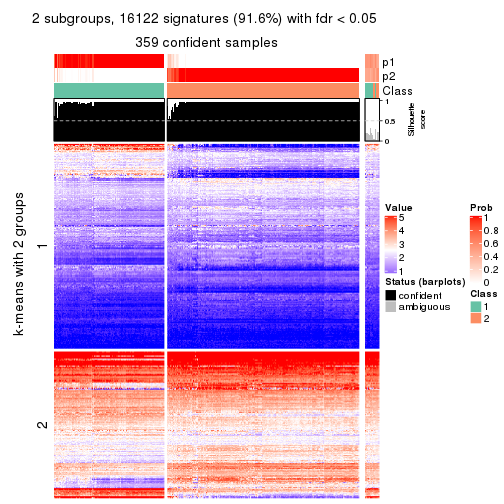 2 subgroups, 16122 signatures (91.6%) with fdr < 0.05
359 confident samples
p1
p2
Class
1
0.5
0
Silhouette
score
k-means with 2 groups
1
2
Value
5
4
3
2
1
Status (barplots)
confident
ambiguous
Prob
1
0.8
0.6
0.4
0.2
0
Class
1
2